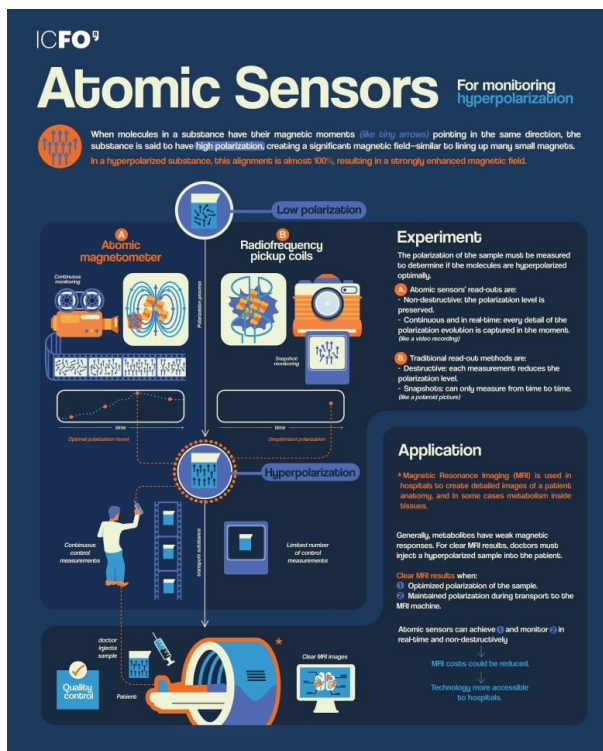 ICFO
Atomic Sensors
For monitoring
hyperpolarization
When molecules in a substance have their magnetic moments (like tiny arrows) pointing in the same direction, the
substance is said to have high polarization, creating a significant magnetic field—similar to lining up many small magnets.
In a hyperpolarized substance, this alignment is almost 100%, resulting in a strongly enhanced magnetic field.
Low polarization
A
Atomic
magnetometer
Continuous
monitoring
Polarization process
B
Radiofrequency
pickup coils
Snapshot
monitoring
time
Optimal polarization found
time
Unoptimized polarization
Hyperpolarization
Continuous
control
measurements
transport substance
Limited number
of control
measurements
Experiment
The polarization of the sample must be measured
to determine if the molecules are hyperpolarized
optimally.
A Atomic sensors' read-outs are:
- Non-destructive: the polarization level is
preserved.
- Continuous and in real-time: every detail of the
polarization evolution is captured in the moment.
(like a video recording)
B Traditional read-out methods are:
- Destructive: each measurement reduces the
polarization level.
- Snapshots: can only measure from time to time.
(like a polaroid picture)
Application
*Magnetic Resonance Imaging (MRI) is used in
hospitals to create detailed images of a patient
anatomy, and in some cases metabolism inside
tissues.
Generally, metabolites have weak magnetic
responses. For clear MRI results, doctors must
inject a hyperpolarized sample into the patient.
Clear MRI results when:
1 Optimized polarization of the sample.
2 Maintained polarization during transport to the
MRI machine.
Atomic sensors can achieve 1 and monitor 2 in
real-time and non-destructively
MRI costs could be reduced.
Technology more accessible
to hospitals.
doctor
injects
sample
*
Clear MRI images
Quality
control
Patient